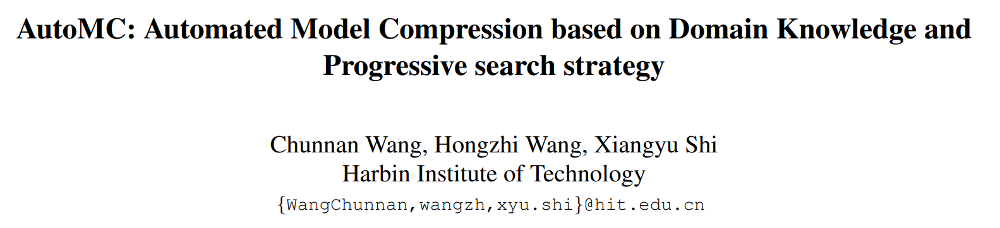 AutoMC: Automated Model Compression based on Domain Knowledge and
Progressive search strategy
Chunnan Wang, Hongzhi Wang, Xiangyu Shi
Harbin Institute of Technology
{WangChunnan,wangzh,xyu.shi}@hit.edu.cn